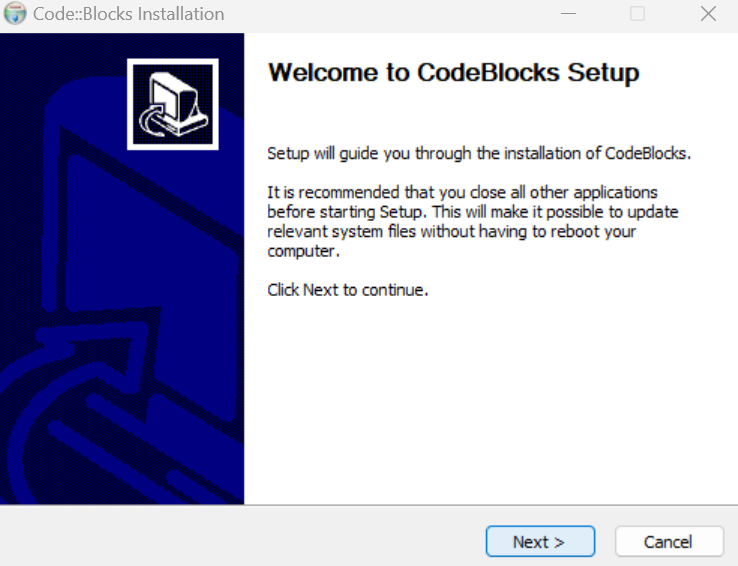 Code::Blocks Installation
Welcome to CodeBlocks Setup
Setup will guide you through the installation of CodeBlocks.
It is recommended that you close all other applications
before starting Setup. This will make it possible to update
relevant system files without having to reboot your
computer.
Click Next to continue.
Next >
Cancel